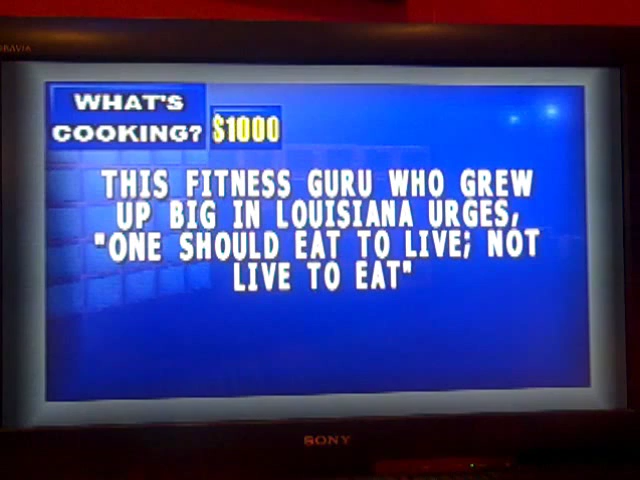 BRAVIA
WHAT'S
COOKING?
$1000
THIS FITNESS GURU WHO GREW
UP BIG IN LOUISIANA URGES,
"ONE SHOULD EAT TO LIVE; NOT
LIVE TO EAT"
SONY